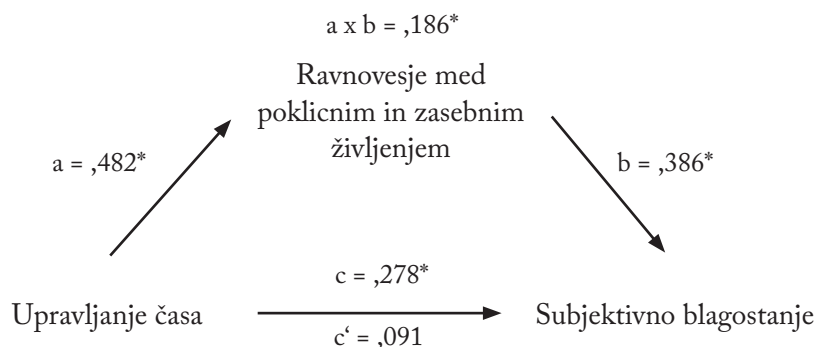 a x b = ,186*
Ravnovesje med
poklicnim in zasebnim
življenjem
a = ,482*
b = ,386*
c = ,278*
Upravljanje časa
Subjektivno blagostanje
c‘ = ,091